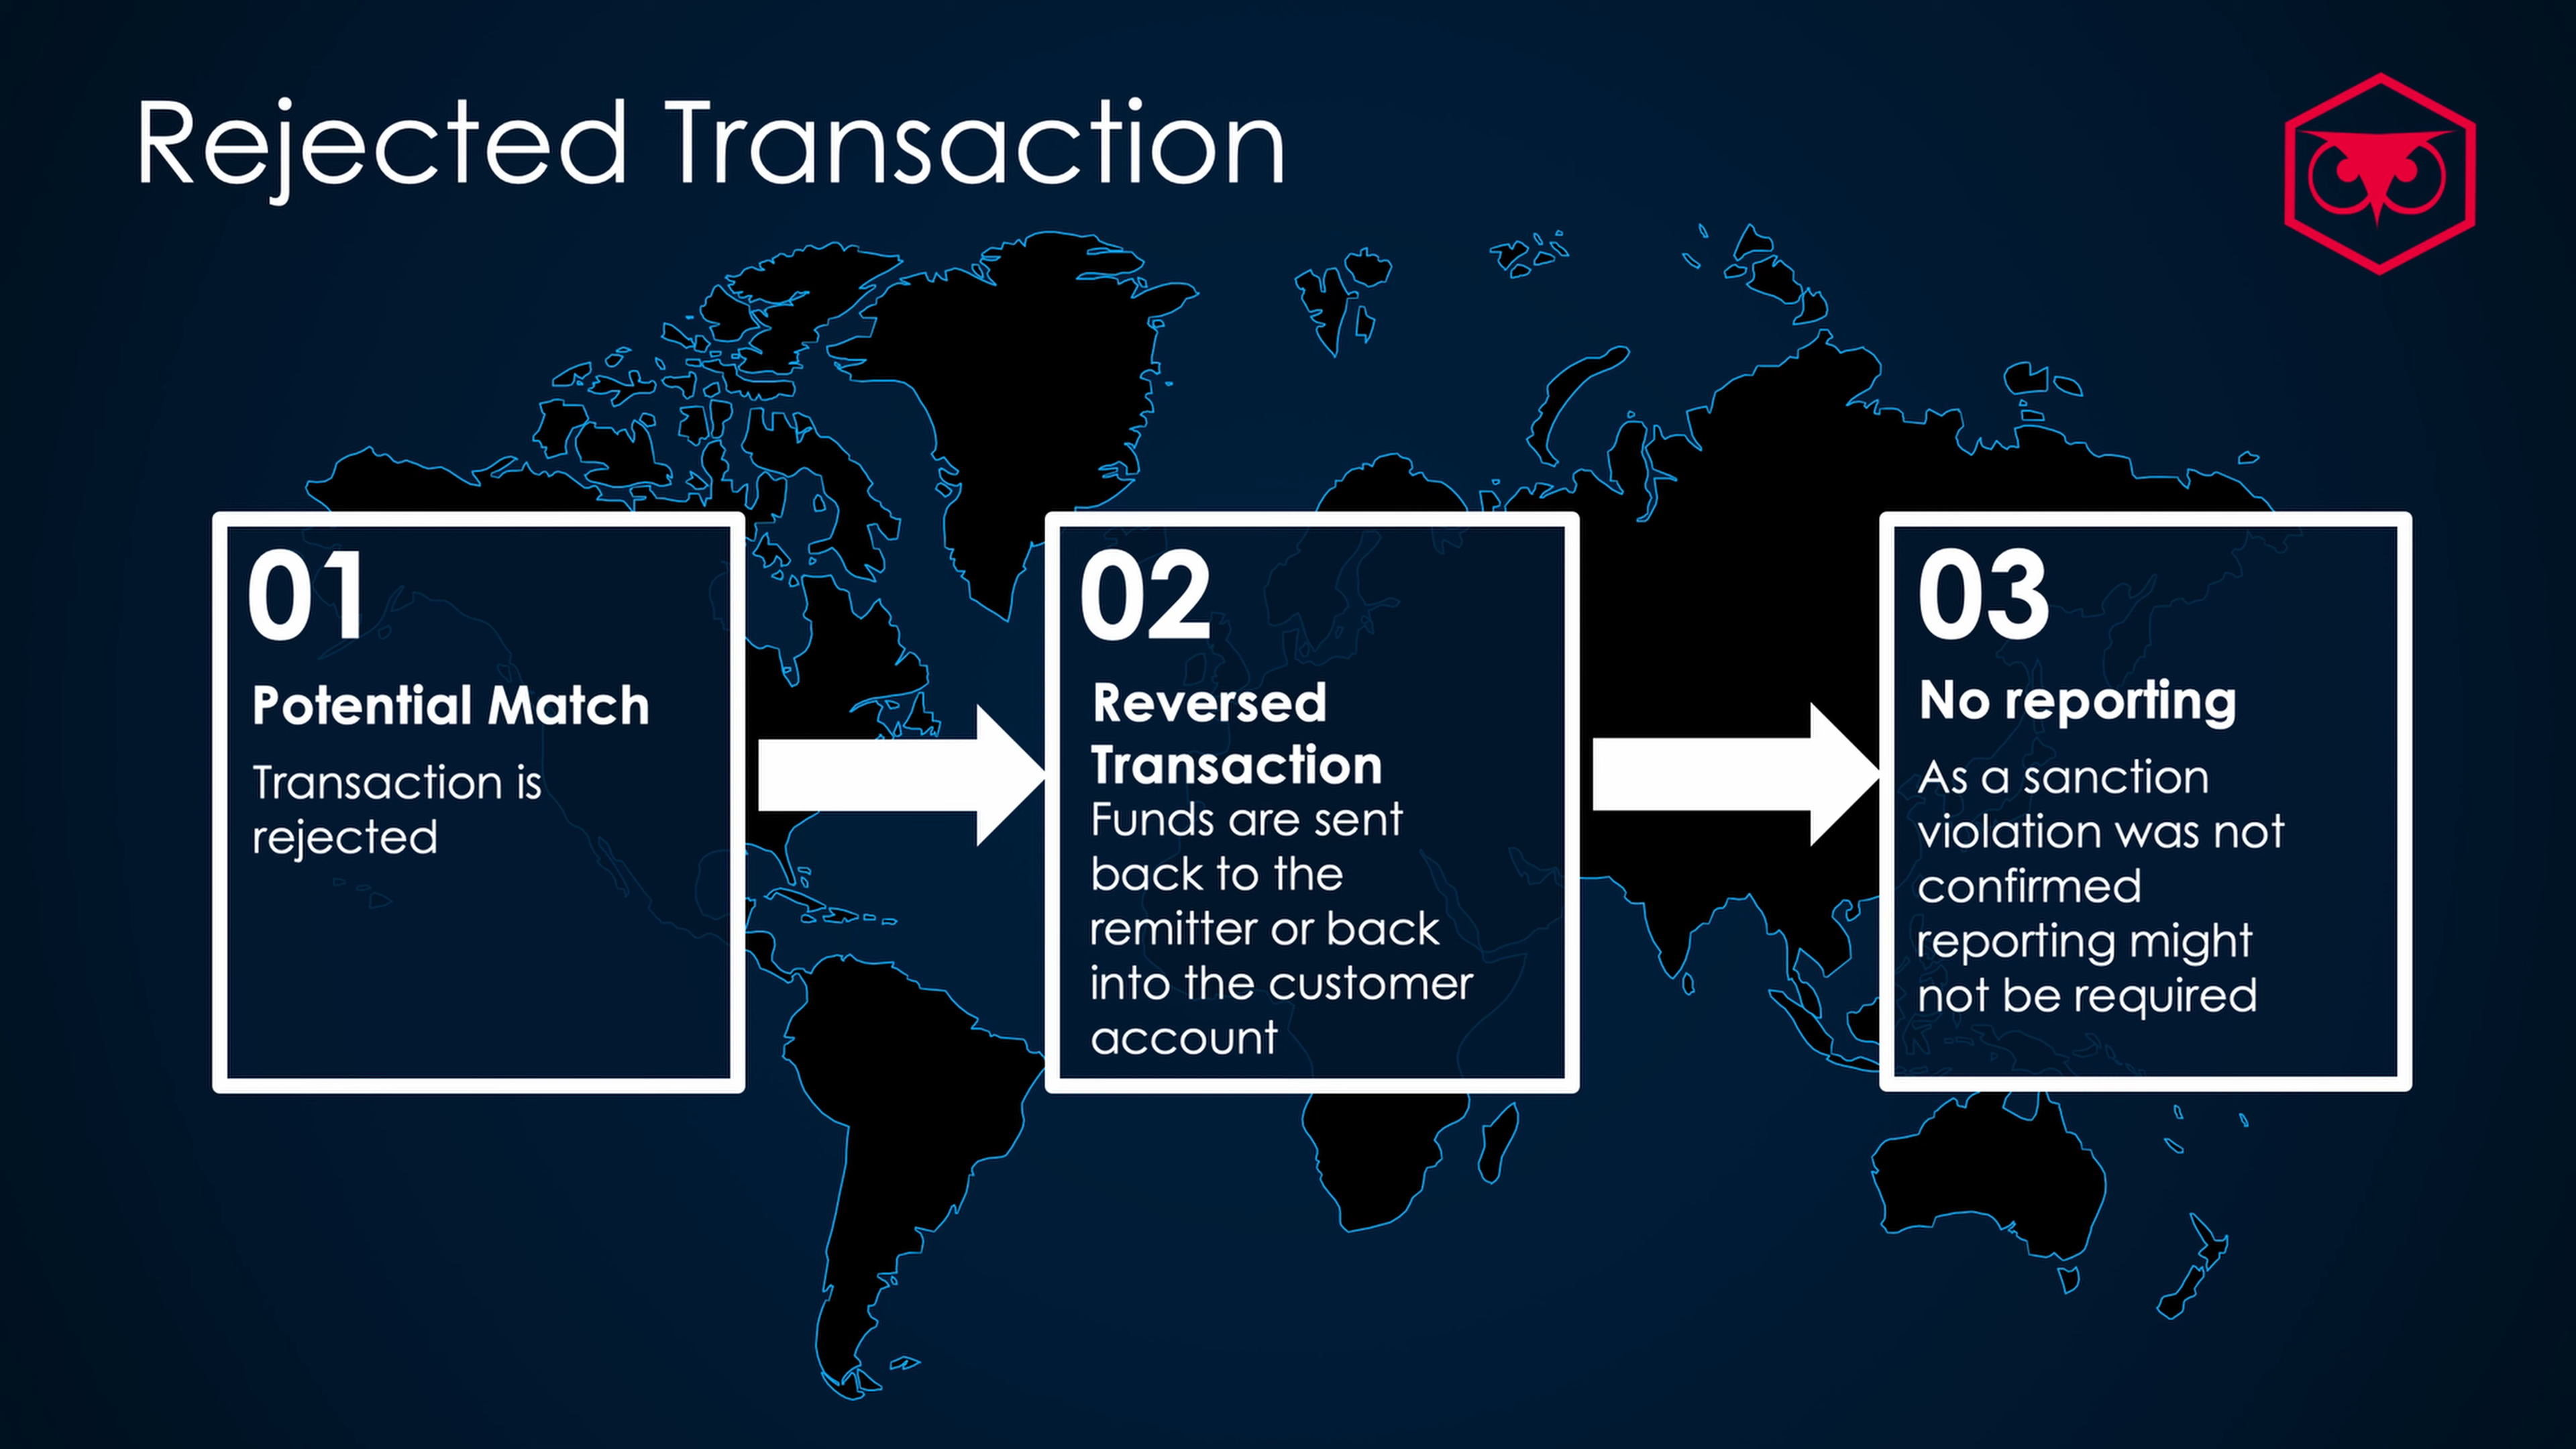 Rejected Transaction
01
Potential Match
Transaction is
rejected
02
Reversed
Transaction
Funds are sent
back to the
remitter or back
into the customer
account
03
No reporting
As a sanction
violation was not
confirmed
reporting might
not be required